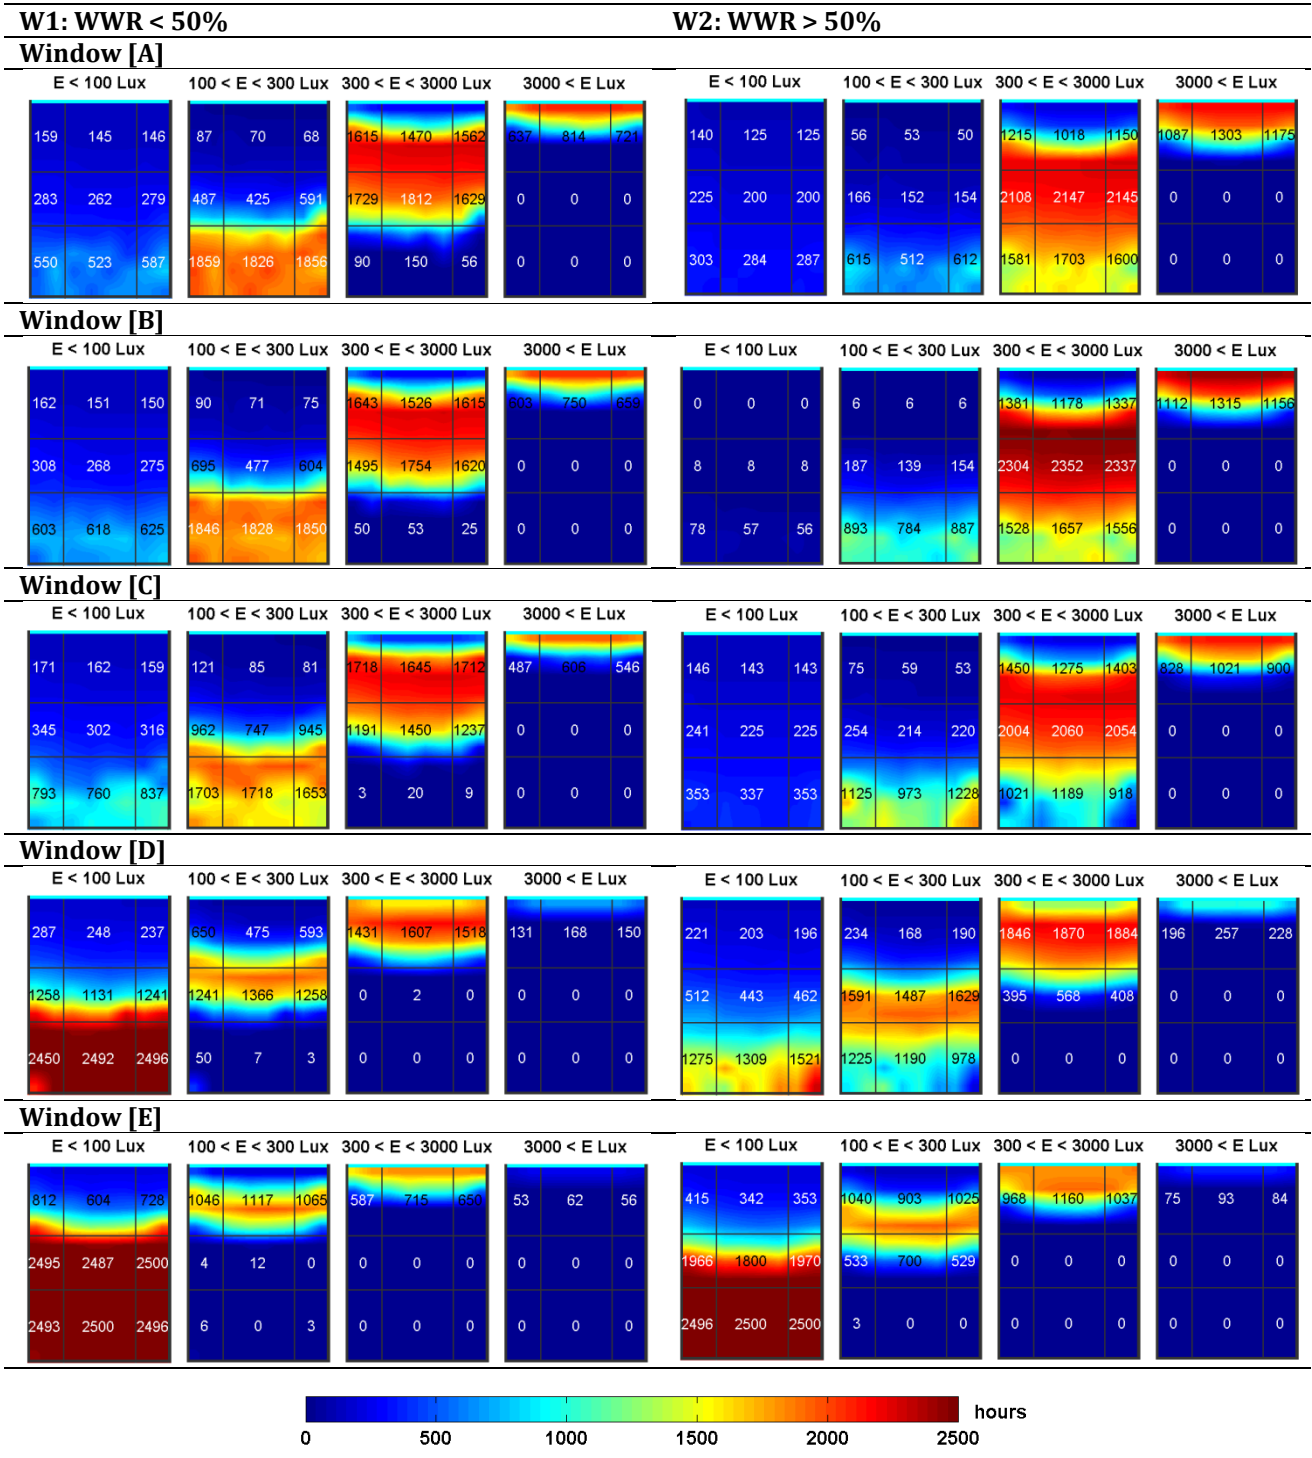 W1: WWR < 50% W2: WWR > 50%
Window [A]
E < 100 Lux 100 < E < 300 Lux 300 < E < 3000 Lux 3000 < E Lux E < 100 Lux 100 < E < 300 Lux 300 < E < 3000 Lux 3000 < E Lux
159 145 146 87 70 68 1615 1470 1562 637 814 721 140 125 125 56 53 50 1215 1018 1150 1087 1303 1175
283 262 279 487 425 591 1729 1812 1629 0 0 0 225 200 200 166 152 154 2108 2147 2145 0 0 0
550 523 587 1859 1826 1856 90 150 56 0 0 0 303 284 287 615 512 612 1581 1703 1600 0 0 0
Window [B]
E < 100 Lux 100 < E < 300 Lux 300 < E < 3000 Lux 3000 < E Lux E < 100 Lux 100 < E < 300 Lux 300 < E < 3000 Lux 3000 < E Lux
162 151 150 90 71 75 1643 1526 1615 603 750 659 0 0 0 6 6 6 1381 1178 1337 1112 1315 1156
308 268 275 695 477 604 1495 1754 1620 0 0 0 8 8 8 187 139 154 2304 2352 2337 0 0 0
603 618 625 1846 1828 1850 50 53 25 0 0 0 78 57 56 893 784 887 1528 1657 1556 0 0 0
Window [C]
E < 100 Lux 100 < E < 300 Lux 300 < E < 3000 Lux 3000 < E Lux E < 100 Lux 100 < E < 300 Lux 300 < E < 3000 Lux 3000 < E Lux
171 162 159 121 85 81 1718 1645 1712 487 606 546 146 143 143 75 59 53 1450 1275 1403 828 1021 900
345 302 316 962 747 945 1191 1450 1237 0 0 0 241 225 225 254 214 220 2004 2060 2054 0 0 0
793 760 837 1703 1718 1653 3 20 9 0 0 0 353 337 353 1125 973 1228 1021 1189 918 0 0 0
Window [D]
E < 100 Lux 100 < E < 300 Lux 300 < E < 3000 Lux 3000 < E Lux E < 100 Lux 100 < E < 300 Lux 300 < E < 3000 Lux 3000 < E Lux
287 248 237 650 475 593 1431 1607 1518 131 168 150 221 203 196 234 168 190 1846 1870 1884 196 257 228
1258 1131 1241 1241 1366 1258 0 2 0 0 0 0 512 443 462 1591 1487 1629 395 568 408 0 0 0
2450 2492 2496 50 7 3 0 0 0 0 0 0 1275 1309 1521 1225 1190 978 0 0 0 0 0 0
Window [E]
E < 100 Lux 100 < E < 300 Lux 300 < E < 3000 Lux 3000 < E Lux E < 100 Lux 100 < E < 300 Lux 300 < E < 3000 Lux 3000 < E Lux
812 604 728 1046 1117 1065 587 715 650 53 62 56 415 342 353 1040 903 1025 968 1160 1037 75 93 84
2495 2487 2500 4 12 0 0 0 0 0 0 0 1966 1800 1970 533 700 529 0 0 0 0 0 0
2493 2500 2496 6 0 3 0 0 0 0 0 0 2496 2500 2500 3 0 0 0 0 0 0 0 0
hours
0 500 1000 1500 2000 2500